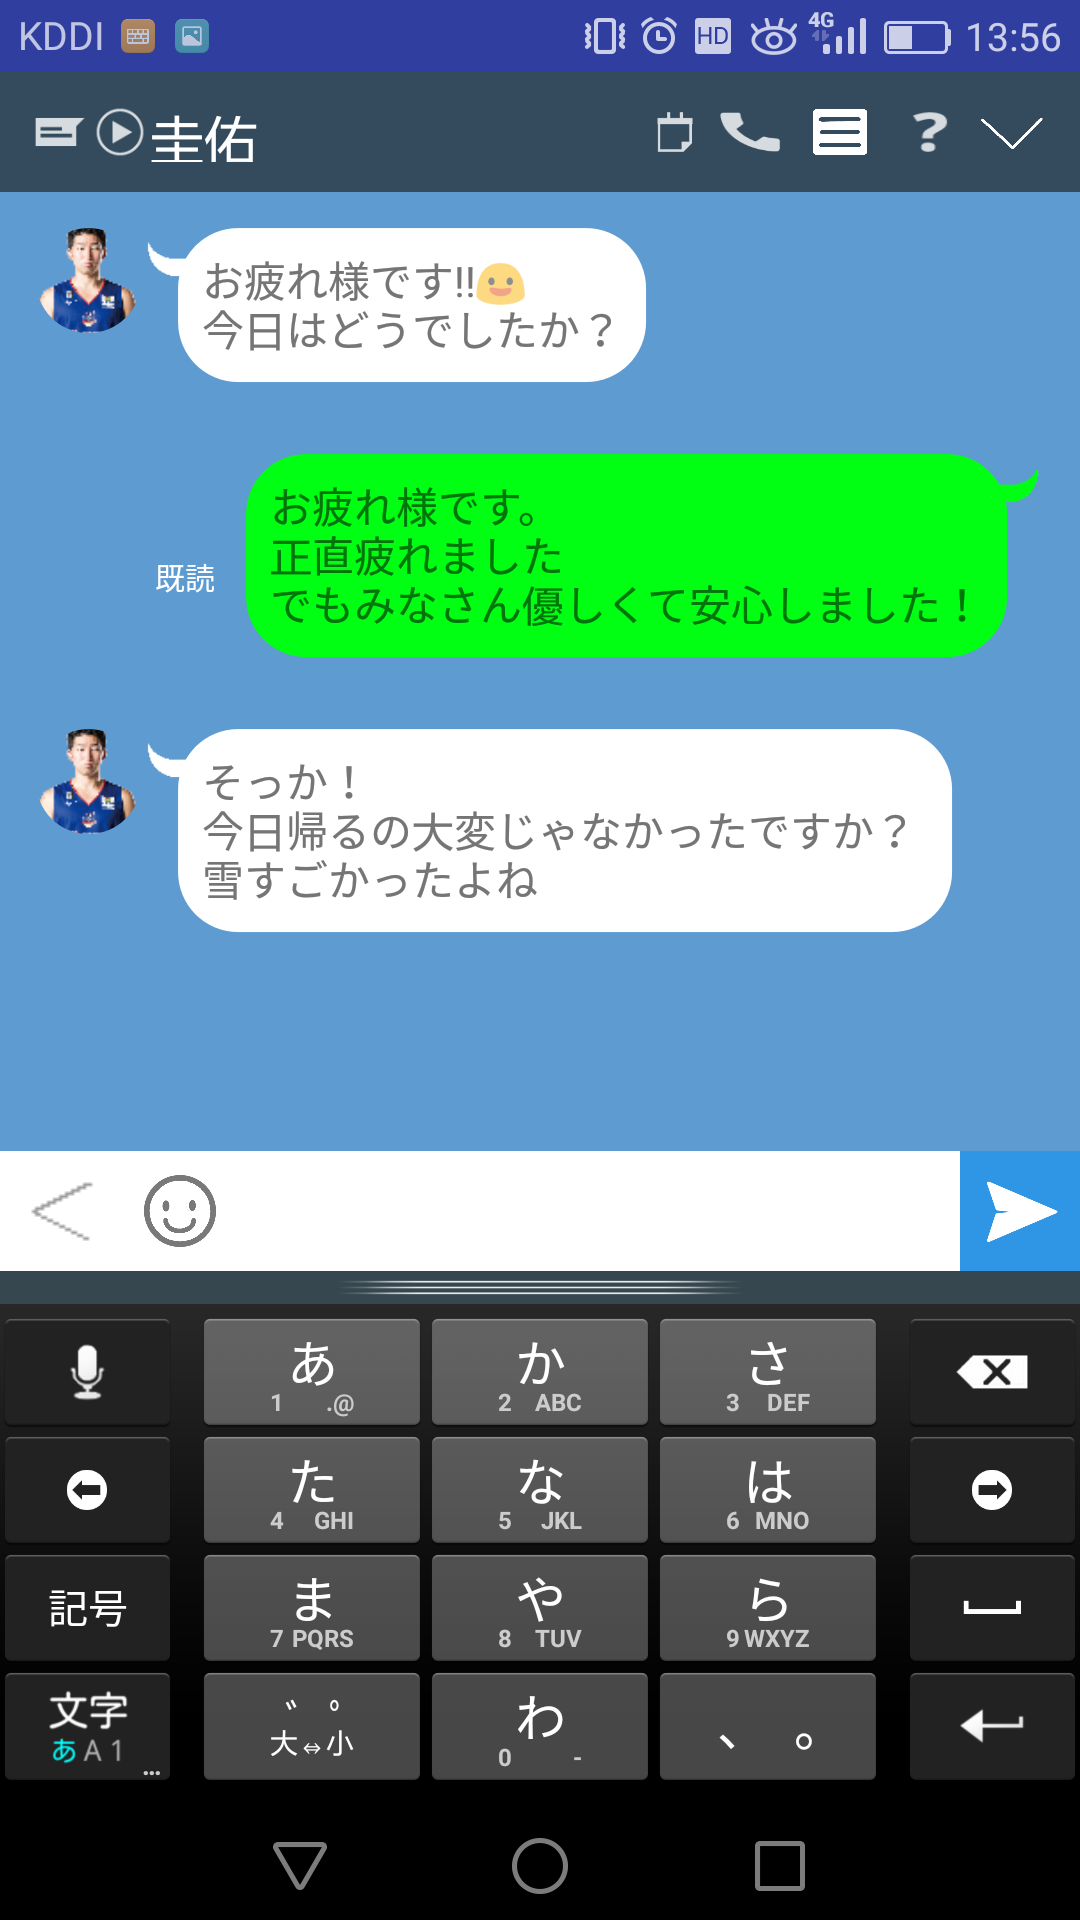 KDDI HD 4G 13:56
圭佑
お疲れ様です!!
今日はどうでしたか？
お疲れ様です。
正直疲れました
でもみなさん優しくて安心しました！
既読
そっか！
今日帰るの大変じゃなかったですか？
雪すごかったよね
あ か さ
1 .@ 2 ABC 3 DEF
た な は
4 GHI 5 JKL 6 MNO
記号 ま や ら
7 PQRS 8 TUV 9 WXYZ
文字 ゛゜ わ 、。
あ A 1 ... 大⇔小 0 -